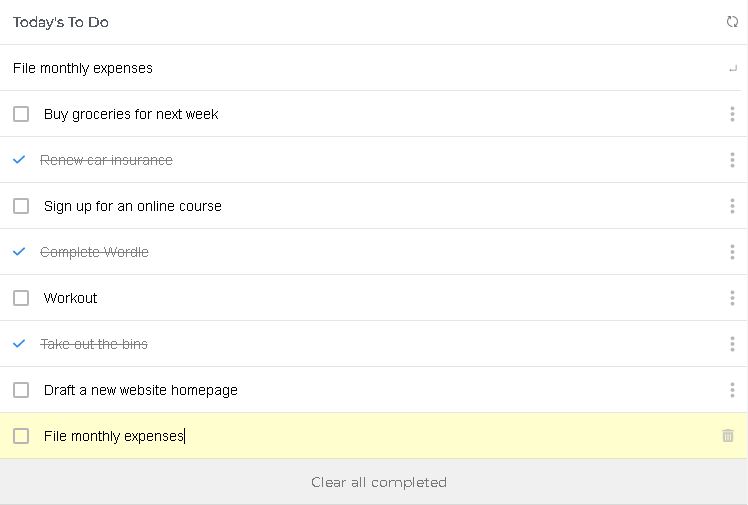 Today's To Do
File monthly expenses
Buy groceries for next week
Renew car insurance
Sign up for an online course
Complete Wordle
Workout
Take out the bins
Draft a new website homepage
File monthly expenses
Clear all completed